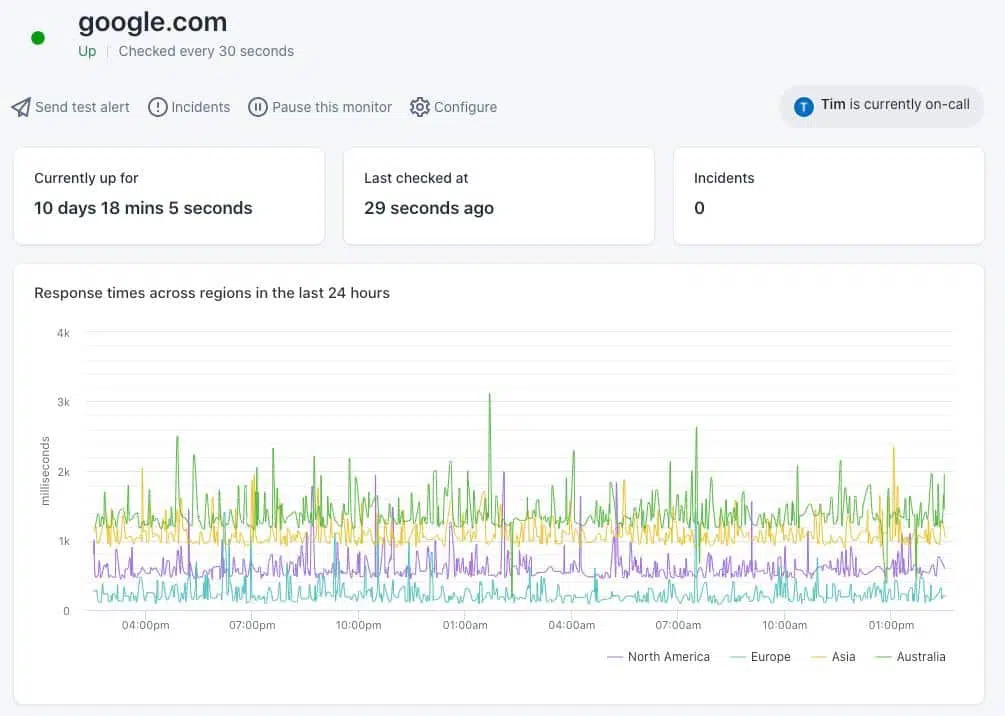 google.com
Up | Checked every 30 seconds
Send test alert Incidents Pause this monitor Configure
T Tim is currently on-call
Currently up for
10 days 18 mins 5 seconds
Last checked at
29 seconds ago
Incidents
0
Response times across regions in the last 24 hours
milliseconds
4k
3k
2k
1k
0
04:00pm 07:00pm 10:00pm 01:00am 04:00am 07:00am 10:00am 01:00pm
North America Europe Asia Australia